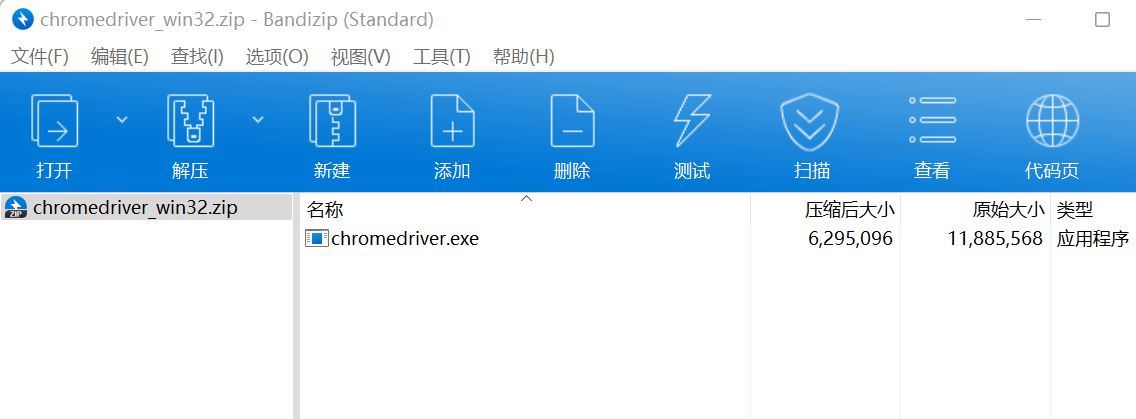 chromedriver_win32.zip - Bandizip (Standard)
文件(F) 编辑(E) 查找(I) 选项(O) 视图(V) 工具(T) 帮助(H)
打开 解压 新建 添加 删除 测试 扫描 查看 代码页
chromedriver_win32.zip
名称 压缩后大小 原始大小 类型
chromedriver.exe 6,295,096 11,885,568 应用程序